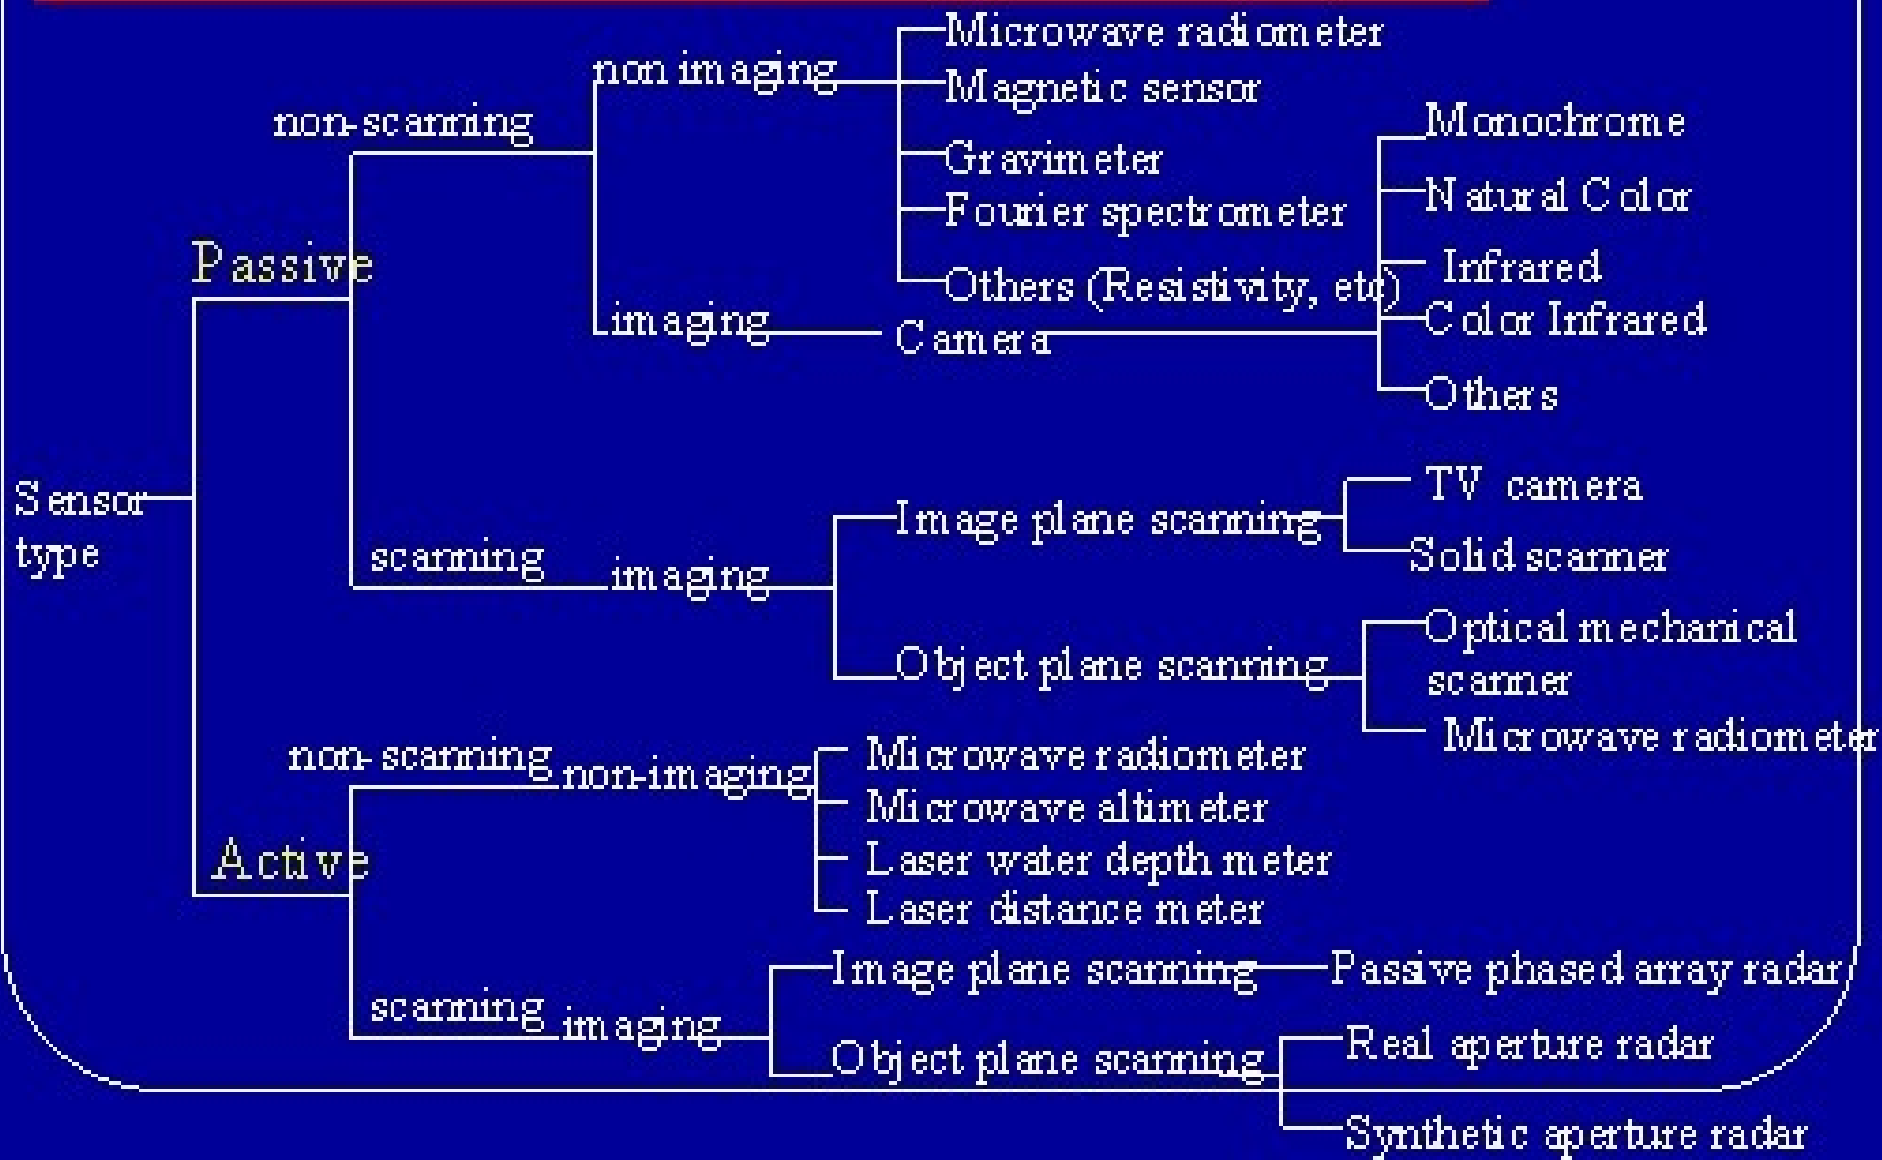 Microwave radiometer
non imaging
Magnetic sensor
non-scanning
Monochrome
Gravimeter
Natural Color
Fourier spectrometer
Passive
Infrared
Others (Resistivity, etc)
imaging
Camera
Color Infrared
Others
Sensor
type
TV camera
Image plane scanning
Solid scanner
scanning
imaging
Optical mechanical
scanner
Object plane scanning
Microwave radiometer
non-scanning
non-imaging
Microwave radiometer
Microwave altimeter
Active
Laser water depth meter
Laser distance meter
Image plane scanning
Passive phased array radar
scanning
imaging
Object plane scanning
Real aperture radar
Synthetic aperture radar